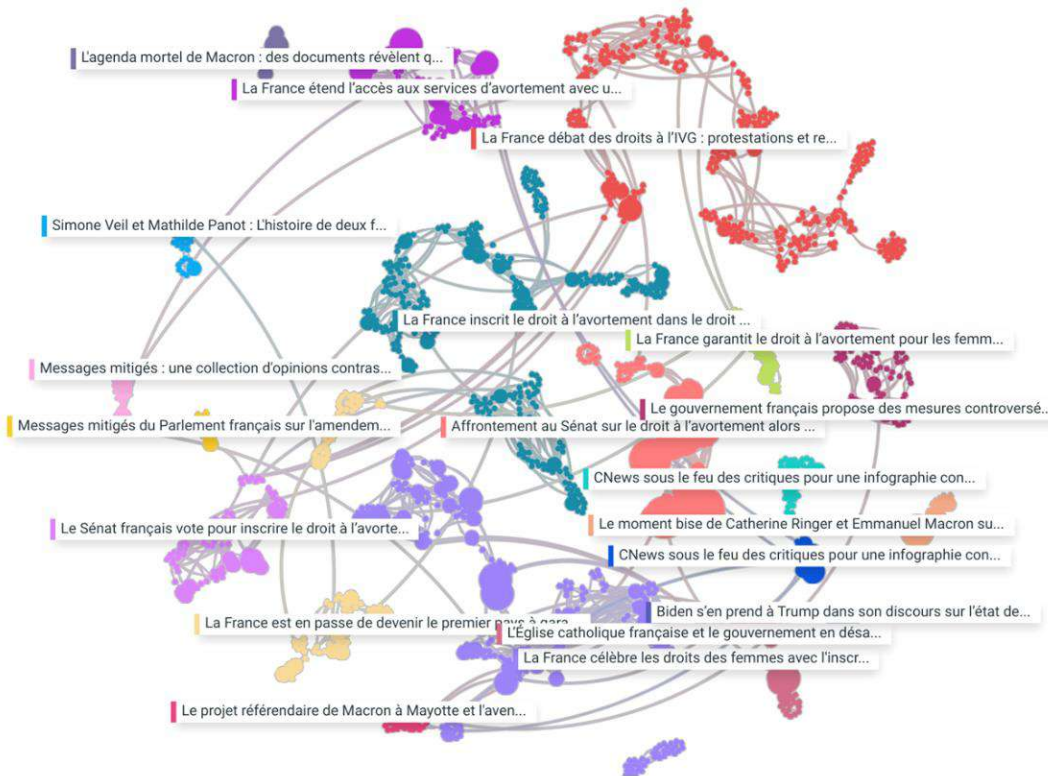 L'agenda mortel de Macron : des documents révèlent q...
La France étend l'accès aux services d'avortement avec u...
La France débat des droits à l'IVG : protestations et re...
Simone Veil et Mathilde Panot : L'histoire de deux f...
La France inscrit le droit à l'avortement dans le droit ...
La France garantit le droit à l'avortement pour les femm...
Messages mitigés : une collection d'opinions contras...
Le gouvernement français propose des mesures controversé...
Messages mitigés du Parlement français sur l'amendem...
Affrontement au Sénat sur le droit à l'avortement alors ...
CNews sous le feu des critiques pour une infographie con...
Le Sénat français vote pour inscrire le droit à l'avorte...
Le moment bise de Catherine Ringer et Emmanuel Macron su...
CNews sous le feu des critiques pour une infographie con...
Biden s'en prend à Trump dans son discours sur l'état de...
La France est en passe de devenir le premier pays à gara...
L'Église catholique française et le gouvernement en désa...
La France célèbre les droits des femmes avec l'inscr...
Le projet référendaire de Macron à Mayotte et l'aven...